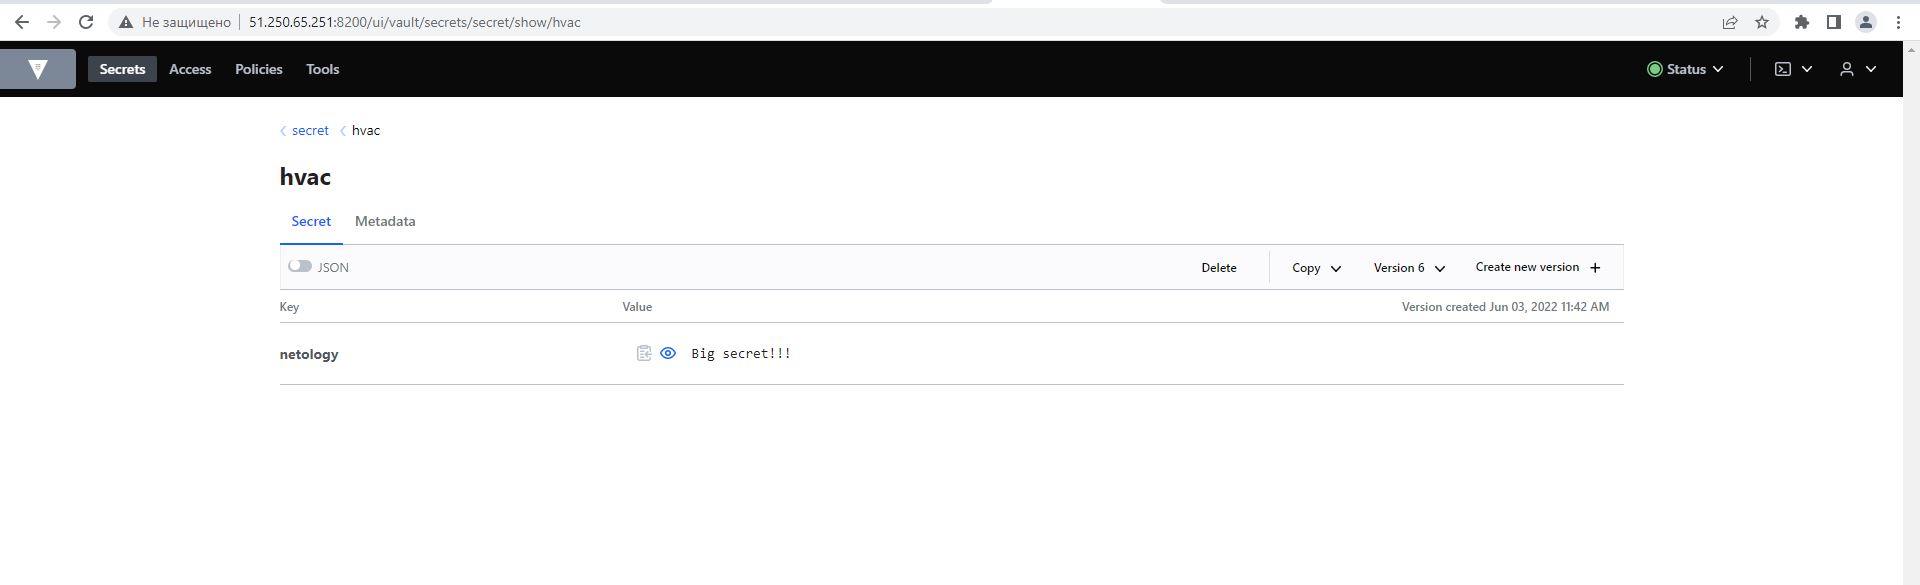 Не защищено 51.250.65.251:8200/ui/vault/secrets/secret/show/hvac
Secrets Access Policies Tools Status
secret hvac
hvac
Secret Metadata
JSON Delete Copy Version 6 Create new version
Key Value Version created Jun 03, 2022 11:42 AM
netology Big secret!!!